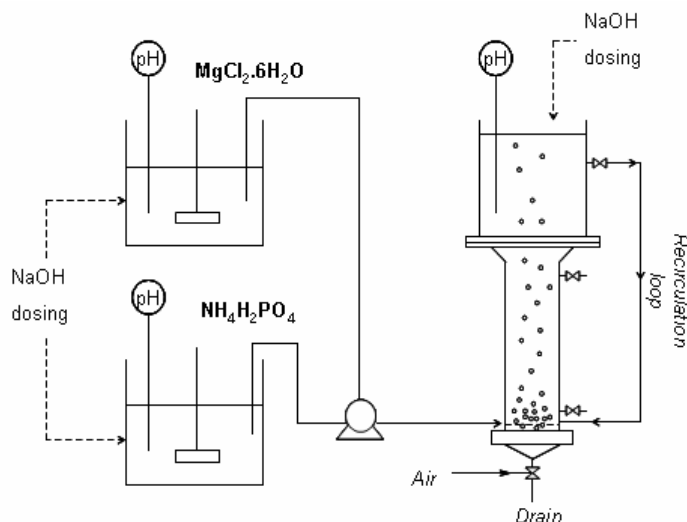 pH
MgCl₂.6H₂O
pH
NaOH
dosing
NaOH
dosing
pH
NH₄H₂PO₄
Recirculation
loop
Air
Drain